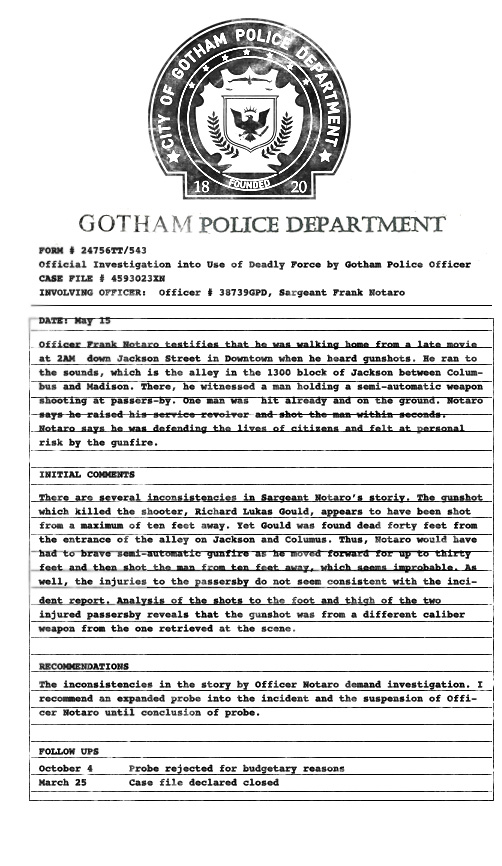 CITY OF GOTHAM POLICE DEPARTMENT
18 FOUNDED 20
GOTHAM POLICE DEPARTMENT
FORM # 24756TT/543
Official Investigation into Use of Deadly Force by Gotham Police Officer
CASE FILE # 4593023XN
INVOLVING OFFICER: Officer # 38739GPD, Sargeant Frank Notaro
DATE: May 15
Officer Frank Notaro testifies that he was walking home from a late movie
at 2AM down Jackson Street in Downtown when he heard gunshots. He ran to
the sounds, which is the alley in the 1300 block of Jackson between Colum-
bus and Madison. There, he witnessed a man holding a semi-automatic weapon
shooting at passers-by. One man was hit already and on the ground. Notaro
says he raised his service revolver and shot the man within seconds.
Notaro says he was defending the lives of citizens and felt at personal
risk by the gunfire.
INITIAL COMMENTS
There are several inconsistencies in Sargeant Notaro's storiy. The gunshot
which killed the shooter, Richard Lukas Gould, appears to have been shot
from a maximum of ten feet away. Yet Gould was found dead forty feet from
the entrance of the alley on Jackson and Columus. Thus, Notaro would have
had to brave semi-automatic gunfire as he moved forward for up to thirty
feet and then shot the man from ten feet away, which seems improbable. As
well, the injuries to the passersby do not seem consistent with the inci-
dent report. Analysis of the shots to the foot and thigh of the two
injured passersby reveals that the gunshot was from a different caliber
weapon from the one retrieved at the scene.
RECOMMENDATIONS
The inconsistencies in the story by Officer Notaro demand investigation. I
recommend an expanded probe into the incident and the suspension of Offi-
cer Notaro until conclusion of probe.
FOLLOW UPS
October 4 Probe rejected for budgetary reasons
March 25 Case file declared closed